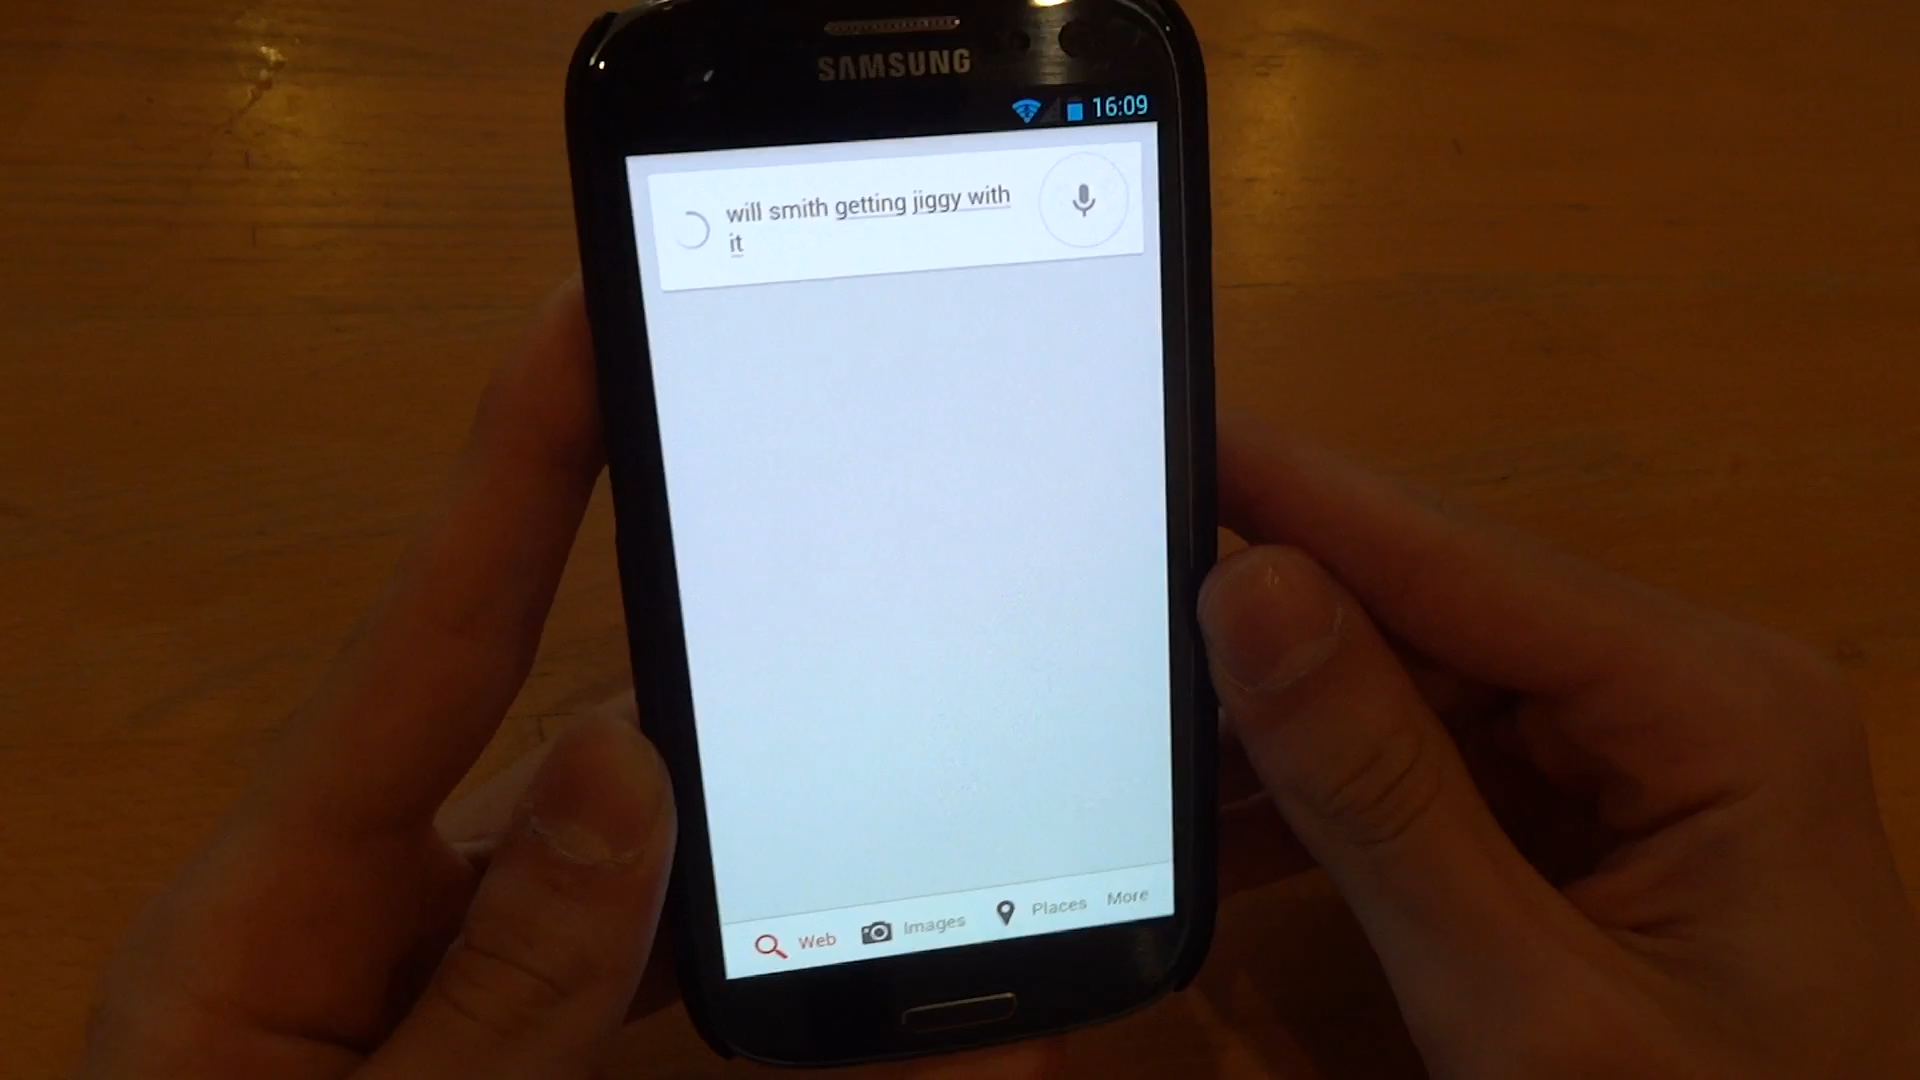 SAMSUNG
16:09
will smith getting jiggy with
it
Web Images Places More